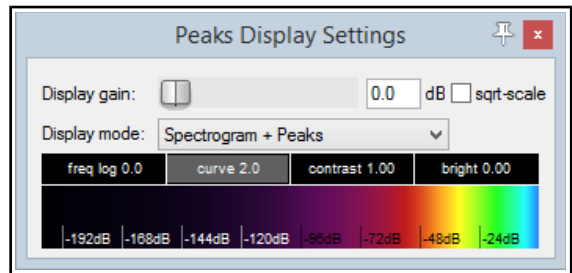 Peaks Display Settings
x
Display gain: 0.0 dB sqrt-scale
Display mode: Spectrogram + Peaks
freq log 0.0 curve 2.0 contrast 1.00 bright 0.00
-192dB -168dB -144dB -120dB -96dB -72dB -48dB -24dB